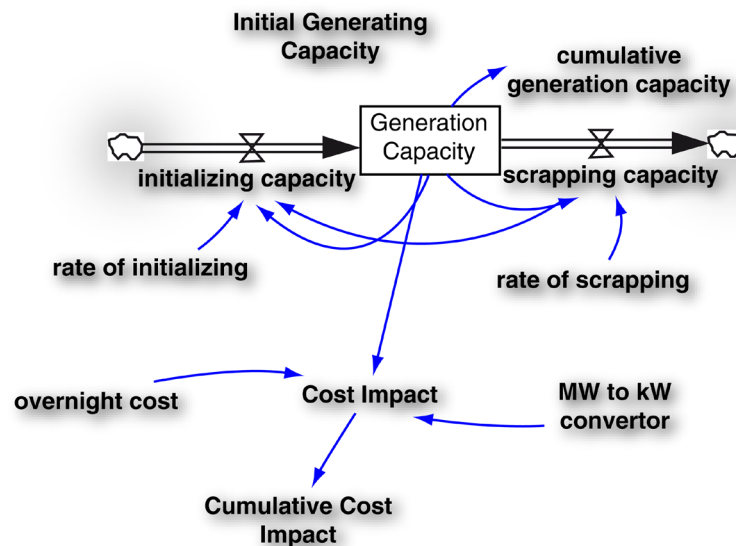 Initial Generating
Capacity
cumulative
generation capacity
Generation
Capacity
initializing capacity
scrapping capacity
rate of initializing
rate of scrapping
overnight cost
Cost Impact
MW to kW
convertor
Cumulative Cost
Impact